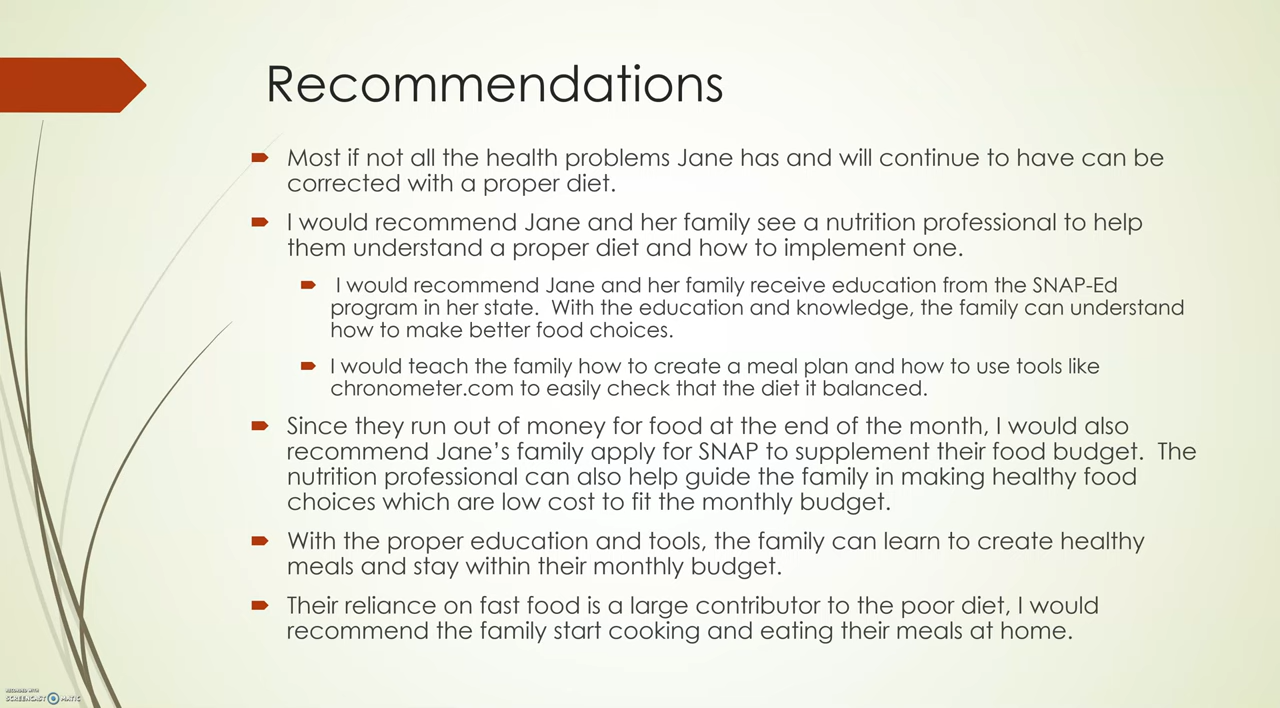 Recommendations
Most if not all the health problems Jane has and will continue to have can be
corrected with a proper diet.
I would recommend Jane and her family see a nutrition professional to help
them understand a proper diet and how to implement one.
I would recommend Jane and her family receive education from the SNAP-Ed
program in her state.  With the education and knowledge, the family can understand
how to make better food choices.
I would teach the family how to create a meal plan and how to use tools like
chronometer.com to easily check that the diet it balanced.
Since they run out of money for food at the end of the month, I would also
recommend Jane’s family apply for SNAP to supplement their food budget.  The
nutrition professional can also help guide the family in making healthy food
choices which are low cost to fit the monthly budget.
With the proper education and tools, the family can learn to create healthy
meals and stay within their monthly budget.
Their reliance on fast food is a large contributor to the poor diet, I would
recommend the family start cooking and eating their meals at home.
RECORDED WITH
SCREENCAST MATIC